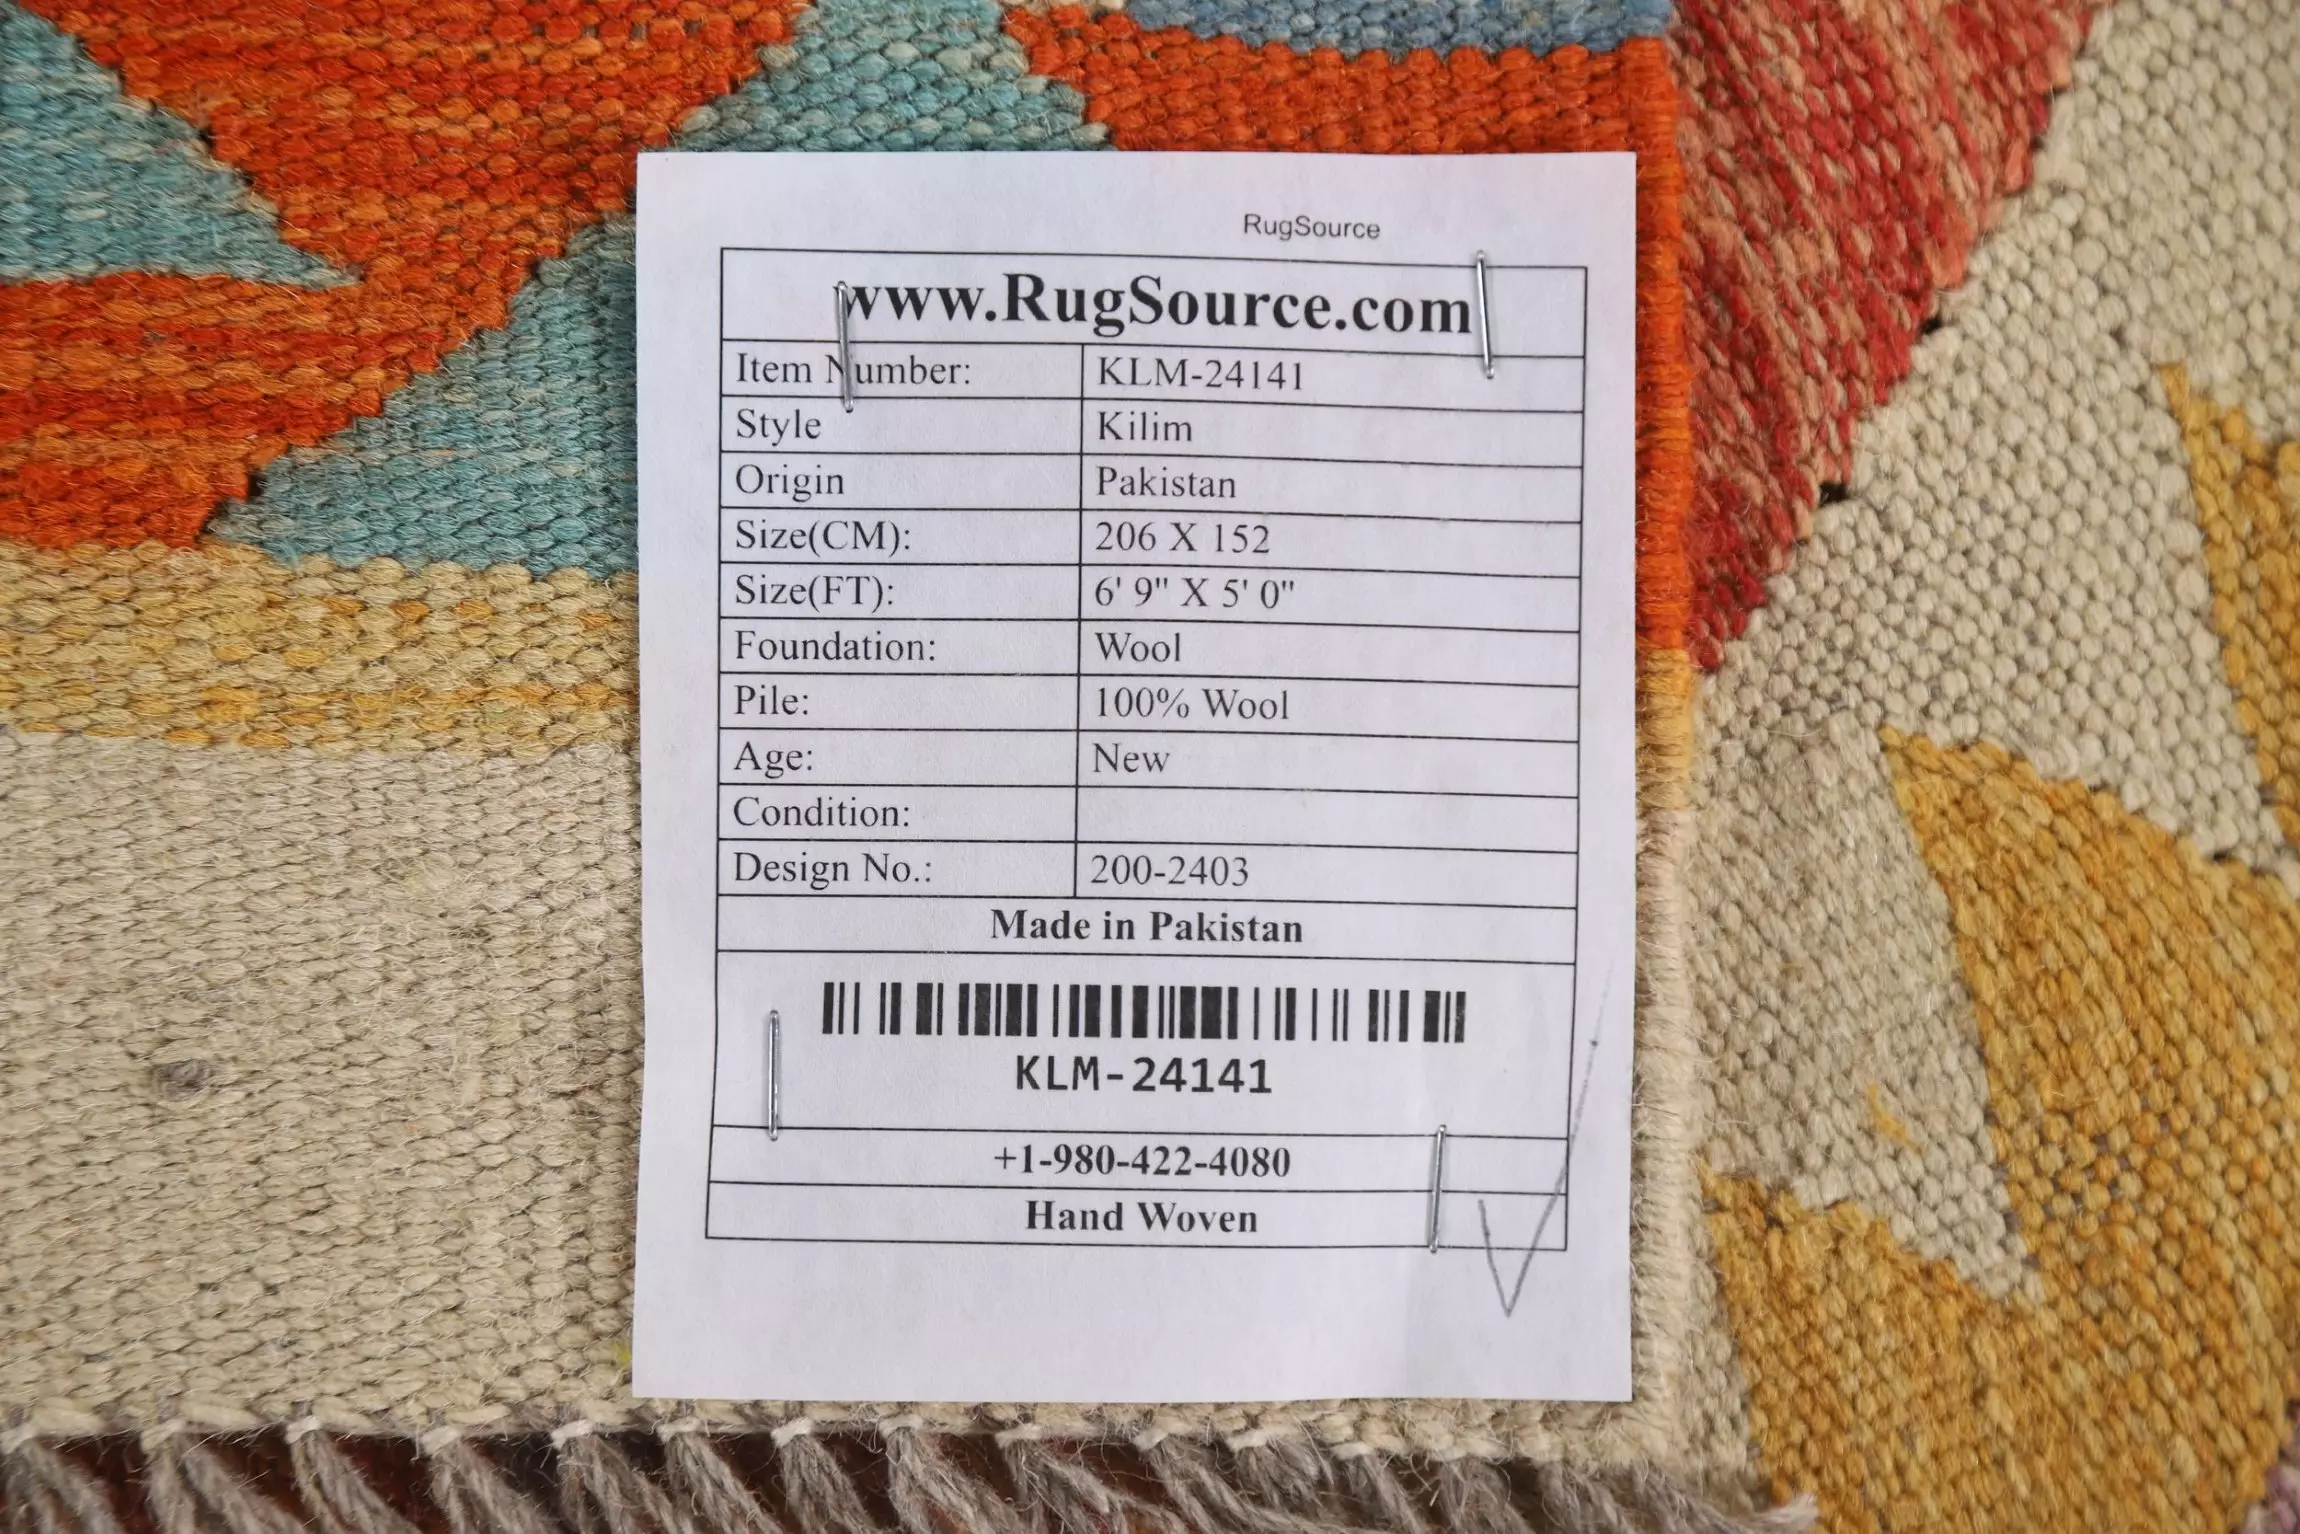 RugSource
www.RugSource.com
Item Number: KLM-24141
Style Kilim
Origin Pakistan
Size(CM): 206 X 152
Size(FT): 6' 9" X 5' 0"
Foundation: Wool
Pile: 100% Wool
Age: New
Condition:
Design No.: 200-2403
Made in Pakistan
KLM-24141
+1-980-422-4080
Hand Woven